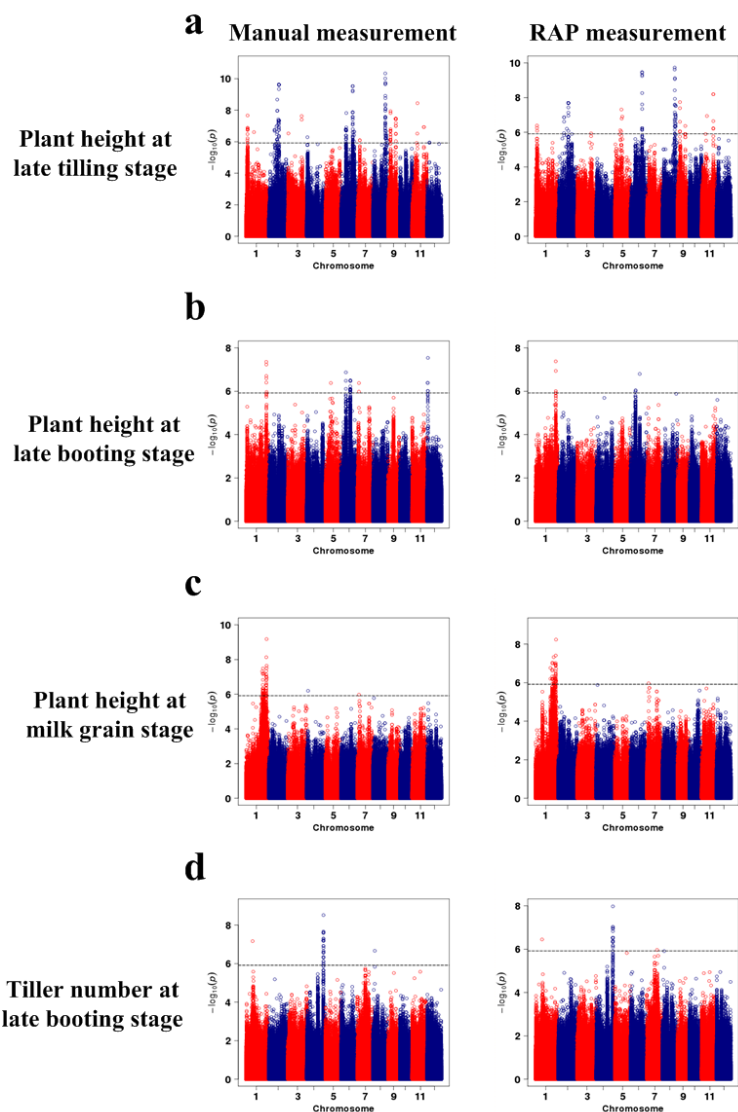 a
Manual measurement
RAP measurement
Plant height at
late tilling stage
10
8
6
4
2
0
−log10(p)
1 3 5 7 9 11
Chromosome
10
8
6
4
2
0
−log10(p)
1 3 5 7 9 11
Chromosome
b
Plant height at
late booting stage
8
6
4
2
0
−log10(p)
1 3 5 7 9 11
Chromosome
8
6
4
2
0
−log10(p)
1 3 5 7 9 11
Chromosome
c
Plant height at
milk grain stage
10
8
6
4
2
0
−log10(p)
1 3 5 7 9 11
Chromosome
8
6
4
2
0
−log10(p)
1 3 5 7 9 11
Chromosome
d
Tiller number at
late booting stage
8
6
4
2
0
−log10(p)
1 3 5 7 9 11
Chromosome
8
6
4
2
0
−log10(p)
1 3 5 7 9 11
Chromosome